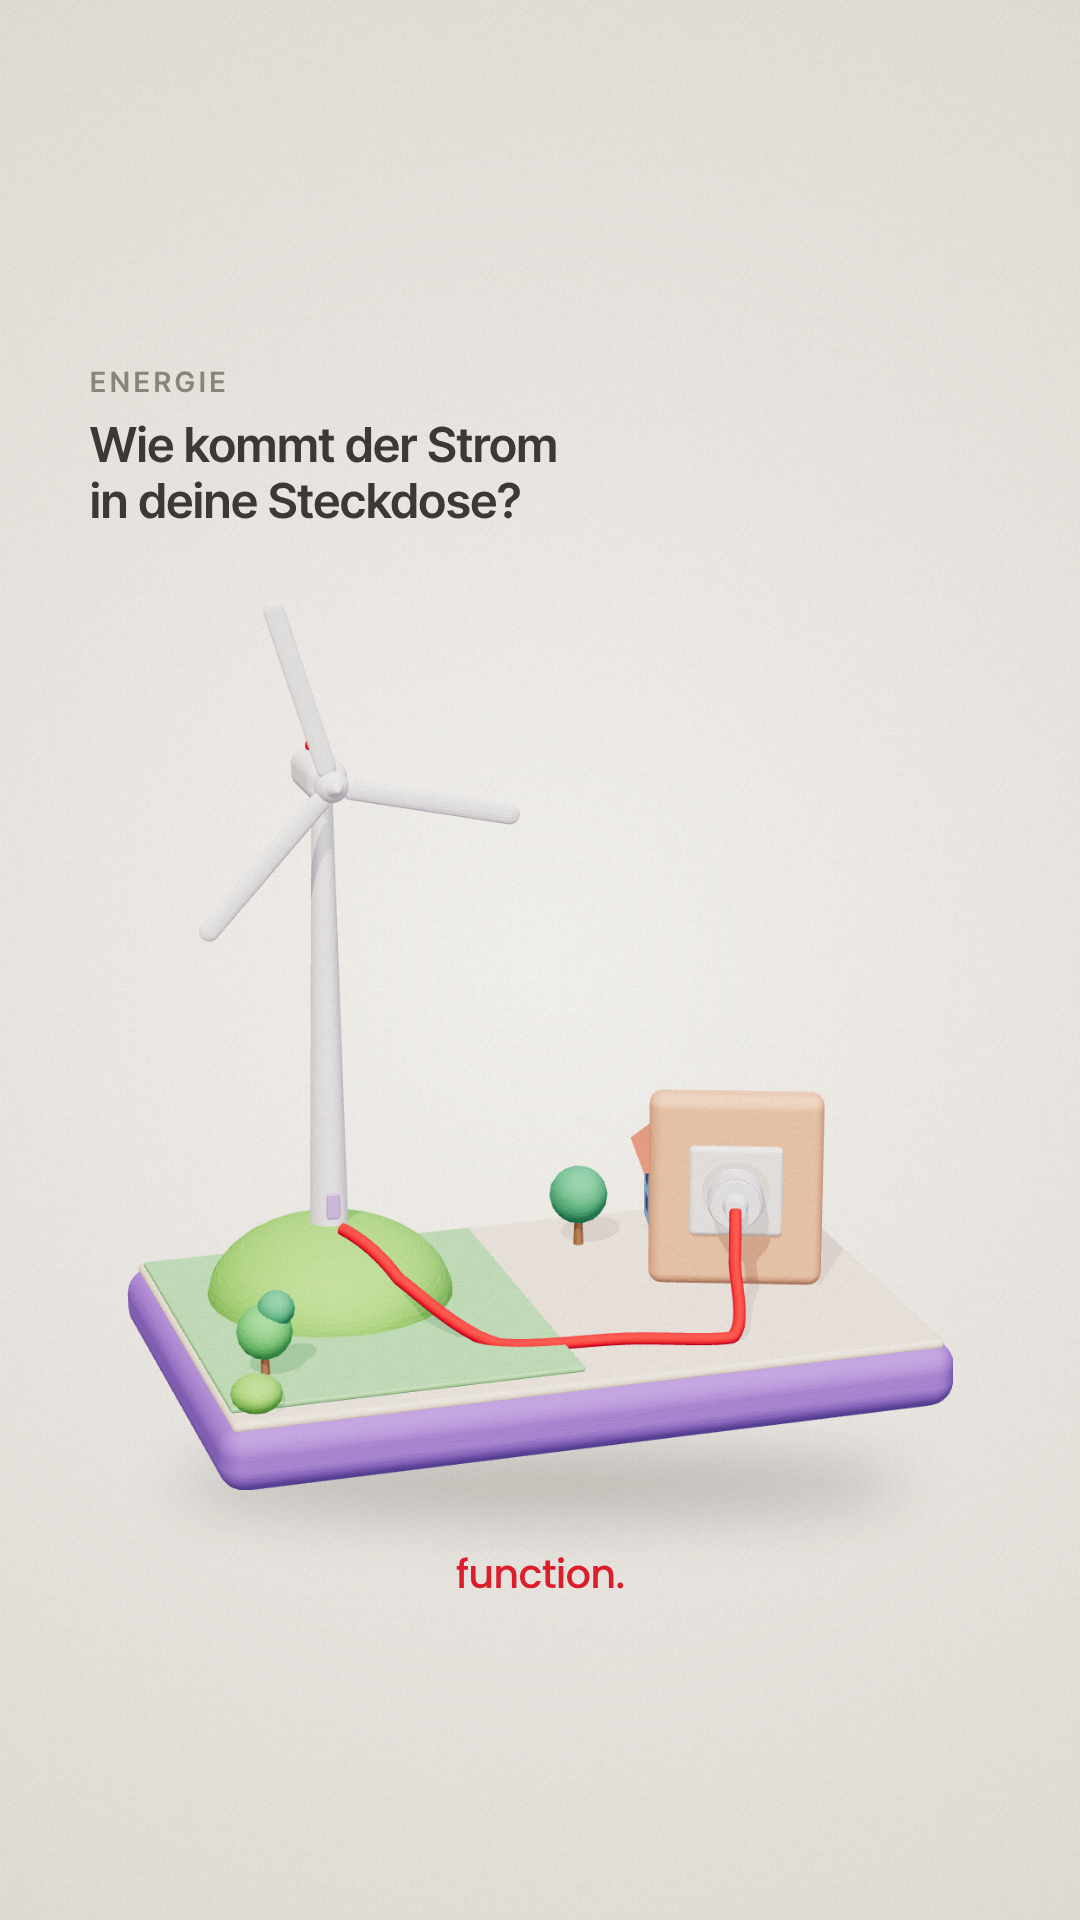 ENERGIE
Wie kommt der Strom
in deine Steckdose?
function.